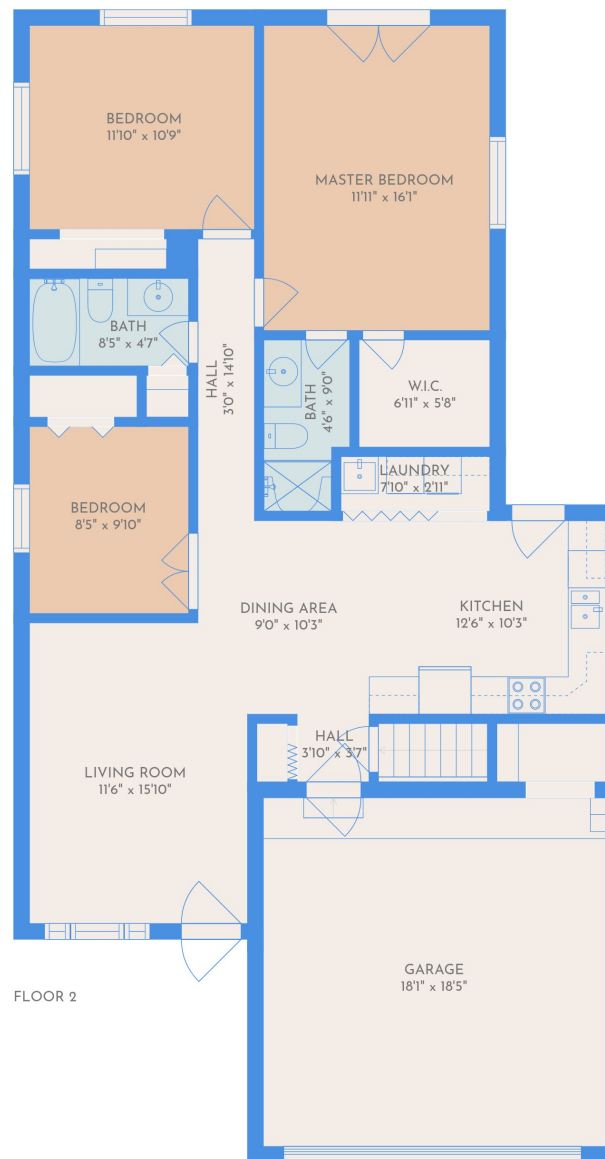 BEDROOM
11'10" x 10'9"
MASTER BEDROOM
11'11" x 16'1"
BATH
8'5" x 4'7"
HALL
3'0" x 14'10"
BATH
4'6" x 9'0"
W.I.C.
6'11" x 5'8"
LAUNDRY
7'10" x 2'11"
BEDROOM
8'5" x 9'10"
DINING AREA
9'0" x 10'3"
KITCHEN
12'6" x 10'3"
HALL
3'10" x 3'7"
LIVING ROOM
11'6" x 15'10"
GARAGE
18'1" x 18'5"
FLOOR 2